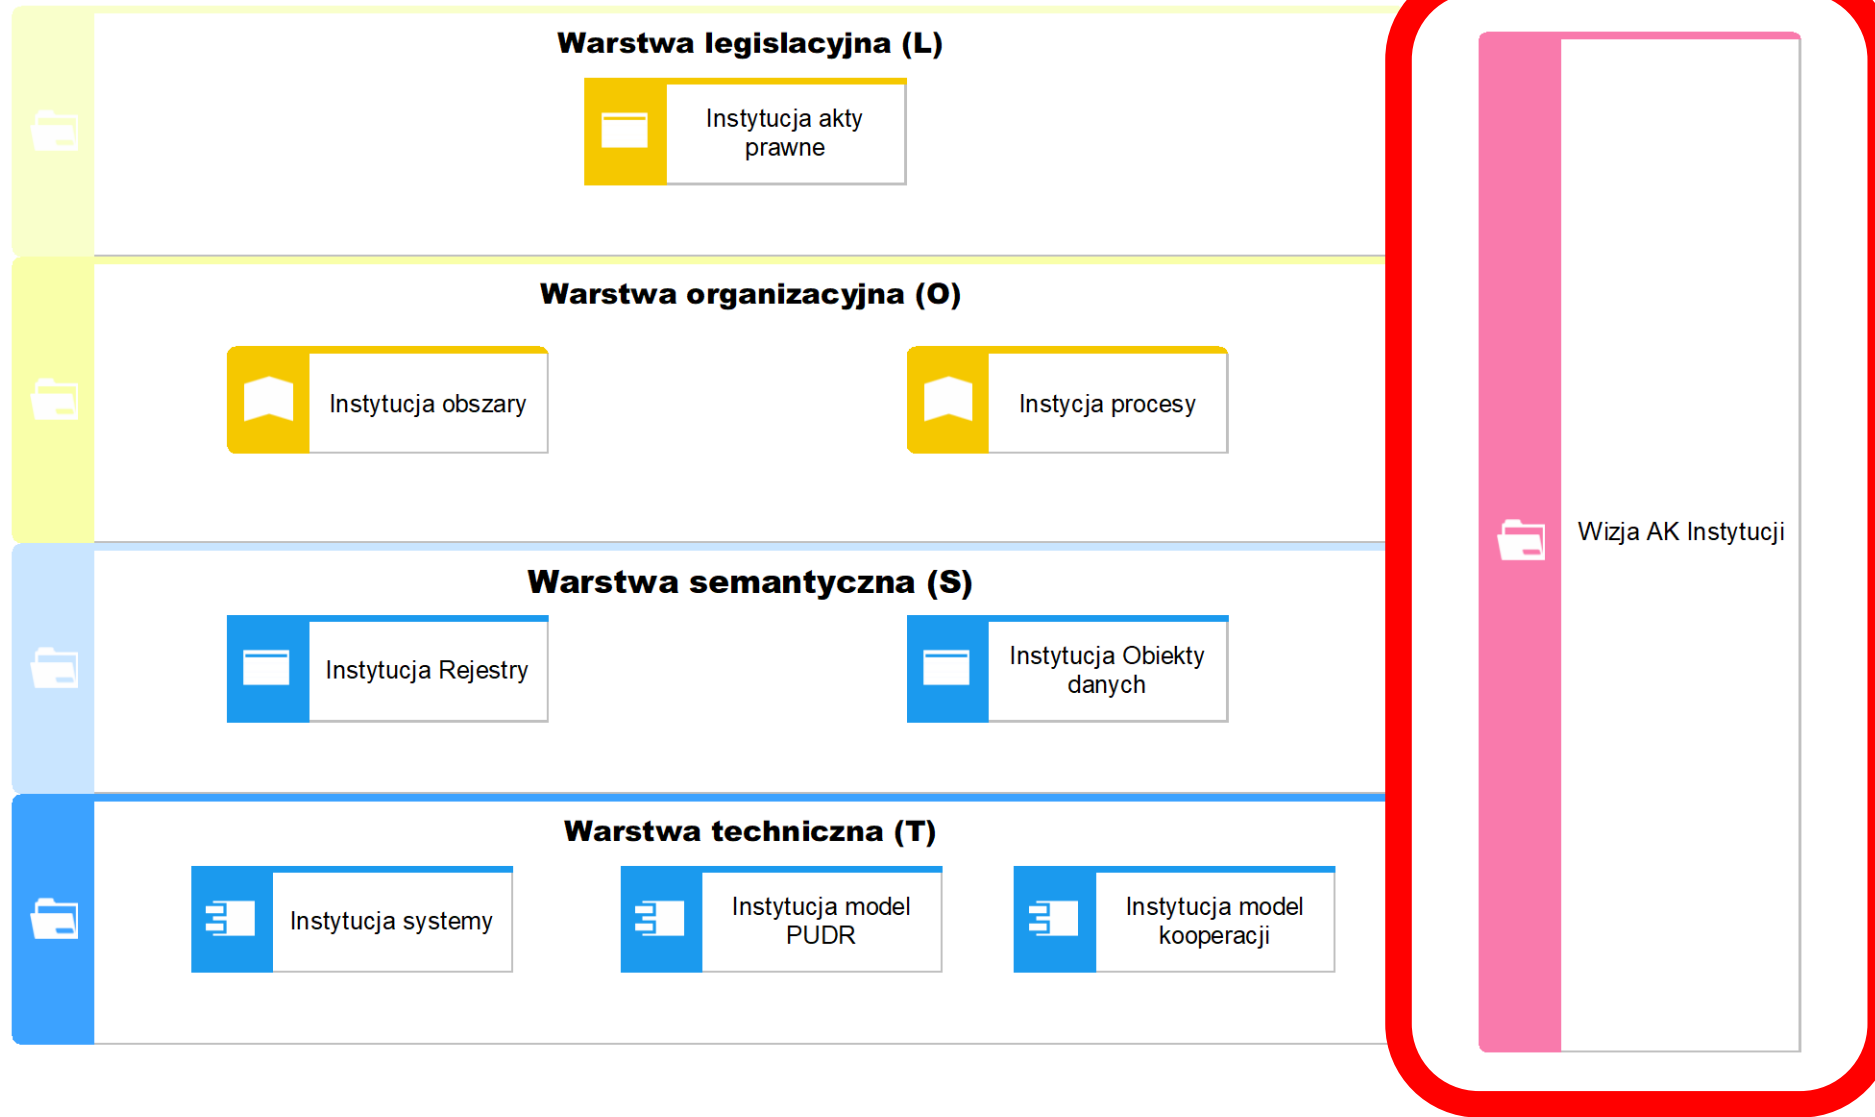 Warstwa legislacyjna (L)
Instytucja akty
prawne
Warstwa organizacyjna (O)
Instytucja obszary
Instycja procesy
Warstwa semantyczna (S)
Instytucja Rejestry
Instytucja Obiekty
danych
Warstwa techniczna (T)
Instytucja systemy
Instytucja model
PUDR
Instytucja model
kooperacji
Wizja AK Instytucji